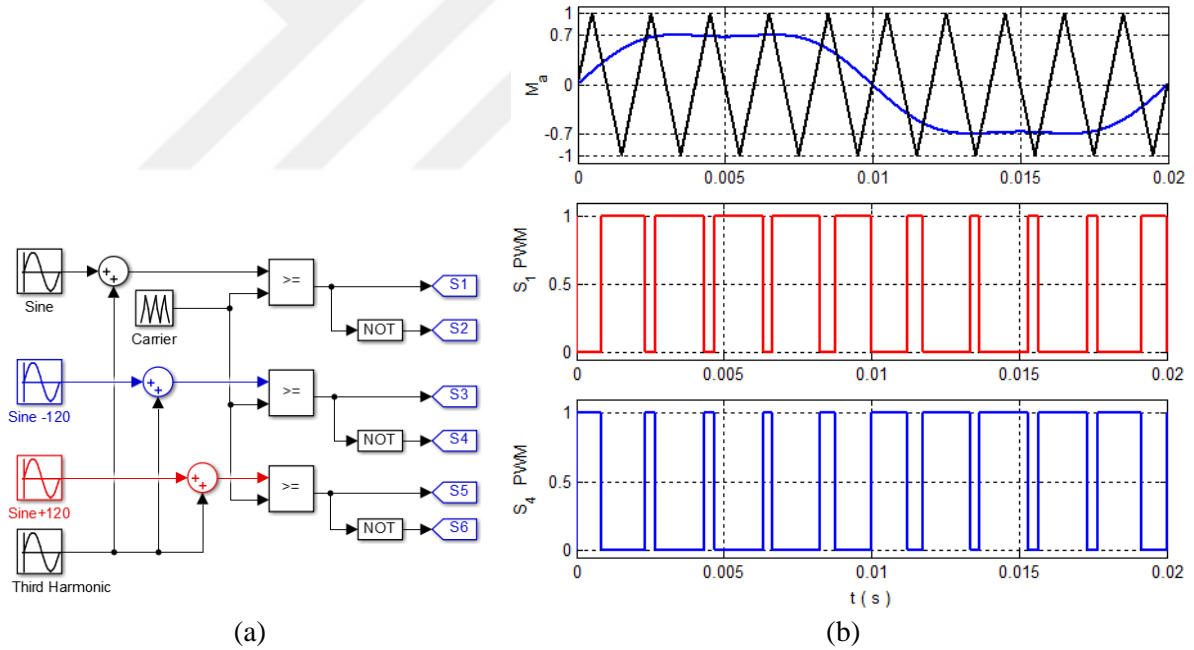 Sine
+
+
>=
S1
Carrier
NOT
S2
Sine -120
+
+
>=
S3
NOT
S4
Sine+120
+
+
>=
S5
NOT
S6
Third Harmonic
(a)
M a
1
0.7
0
-0.7
-1
0 0.005 0.01 0.015 0.02
S1 PWM
1
0.5
0
0 0.005 0.01 0.015 0.02
S4 PWM
1
0.5
0
0 0.005 0.01 0.015 0.02
t ( s )
(b)